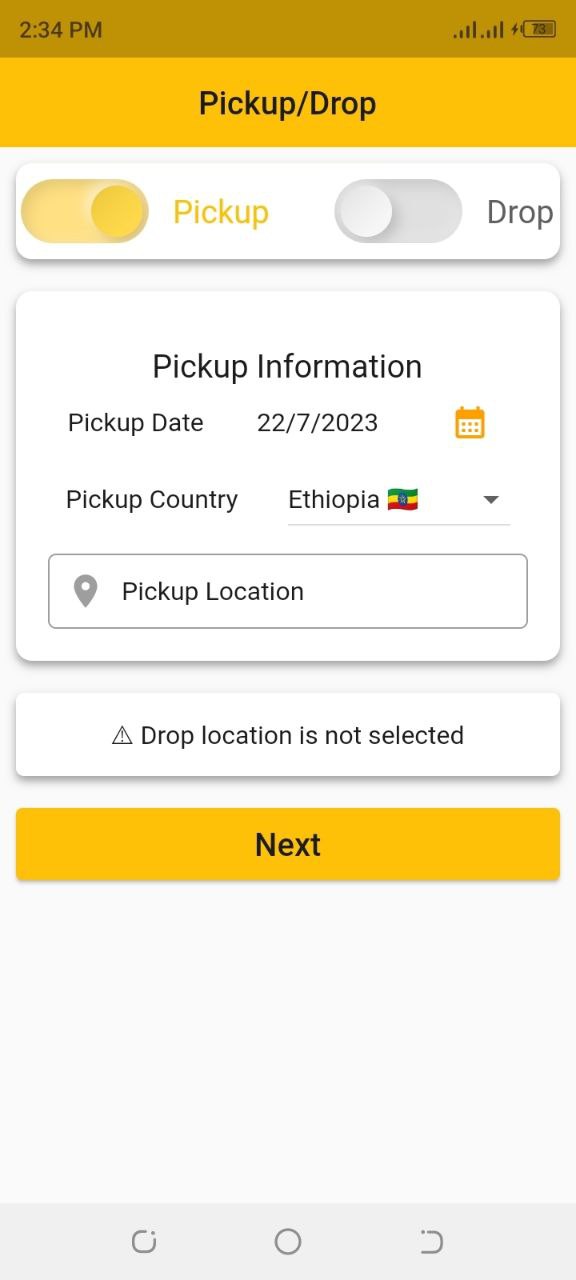 2:34 PM 73
Pickup/Drop
Pickup Drop
Pickup Information
Pickup Date 22/7/2023
Pickup Country Ethiopia 🇪🇹
Pickup Location
⚠ Drop location is not selected
Next